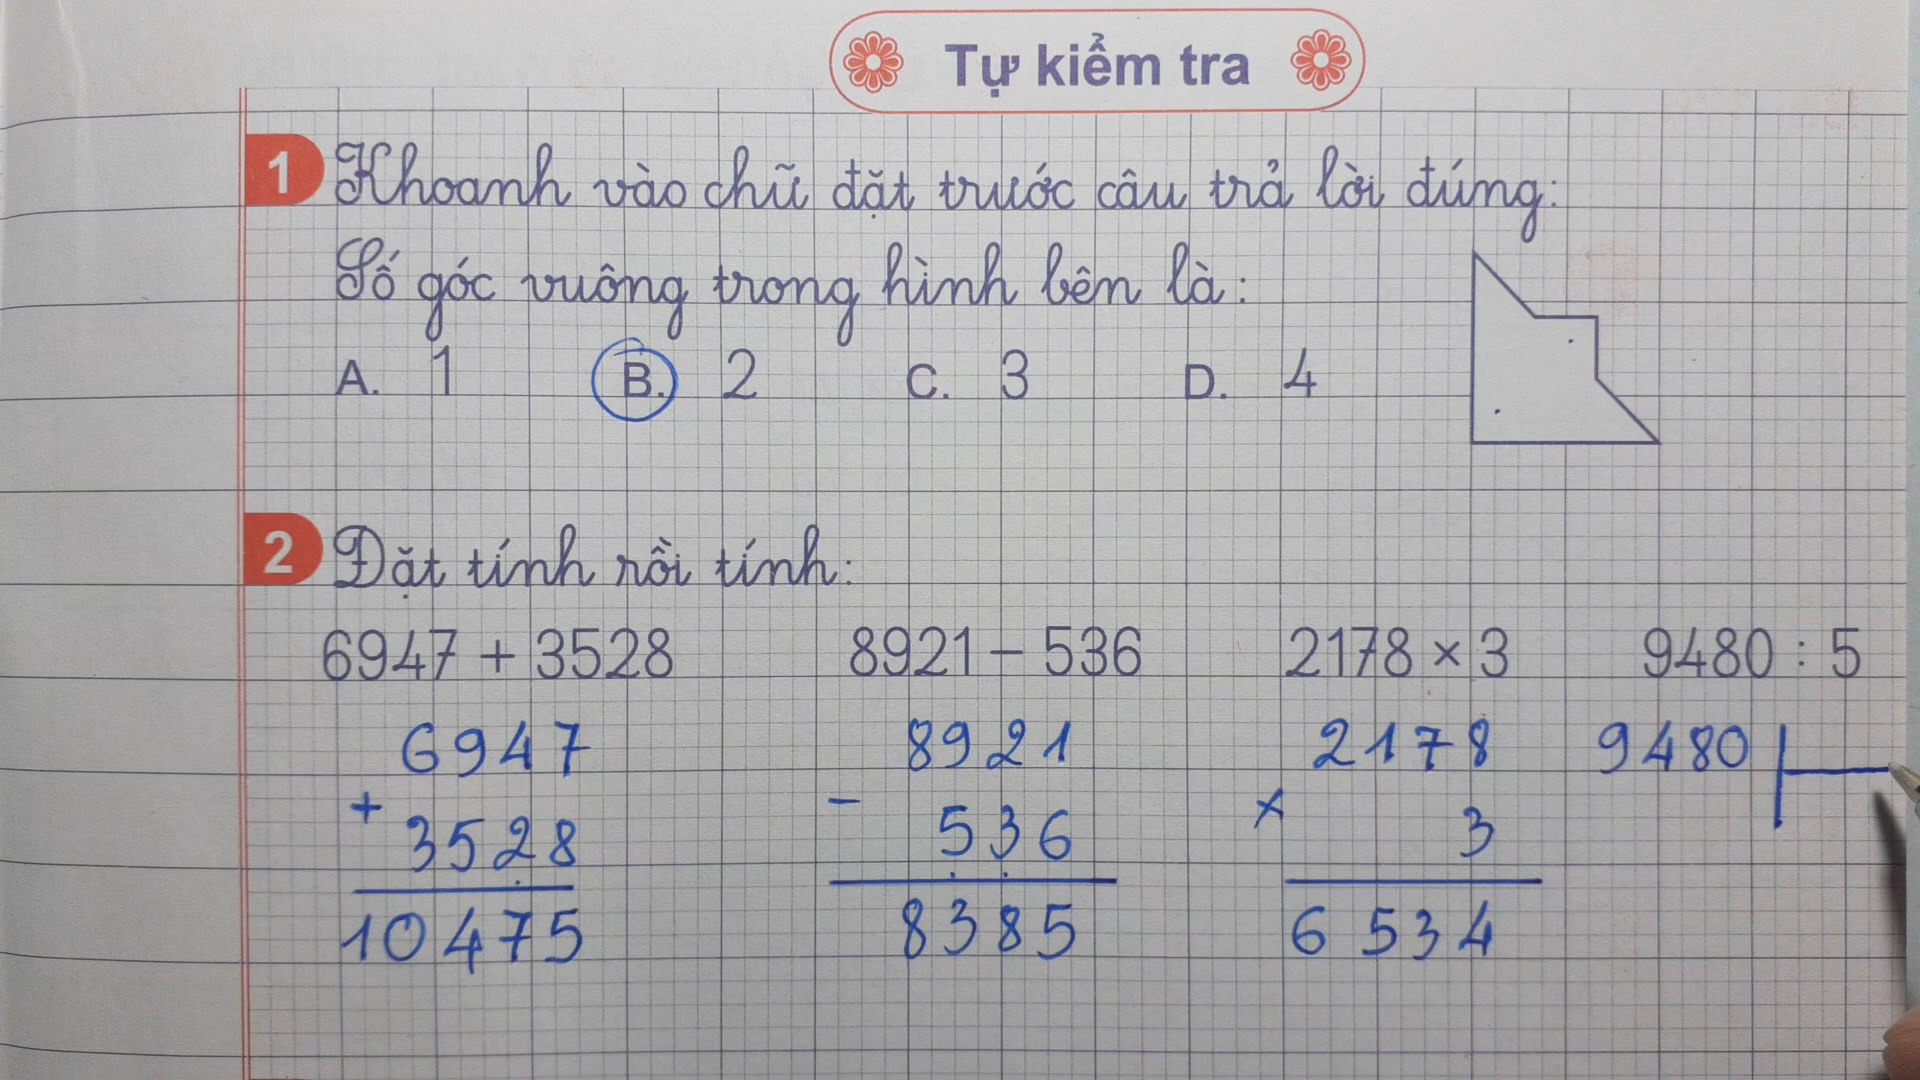 Tự kiểm tra
1 Khoanh vào chữ đặt trước câu trả lời đúng:
Số góc vuông trong hình bên là:
A. 1 B. 2 C. 3 D. 4
2 Đặt tính rồi tính:
6947 + 3528 8921 – 536 2178 × 3 9480 : 5
6947 8921 2178 9480
+ - ×
3528 536 3
10475 8385 6534